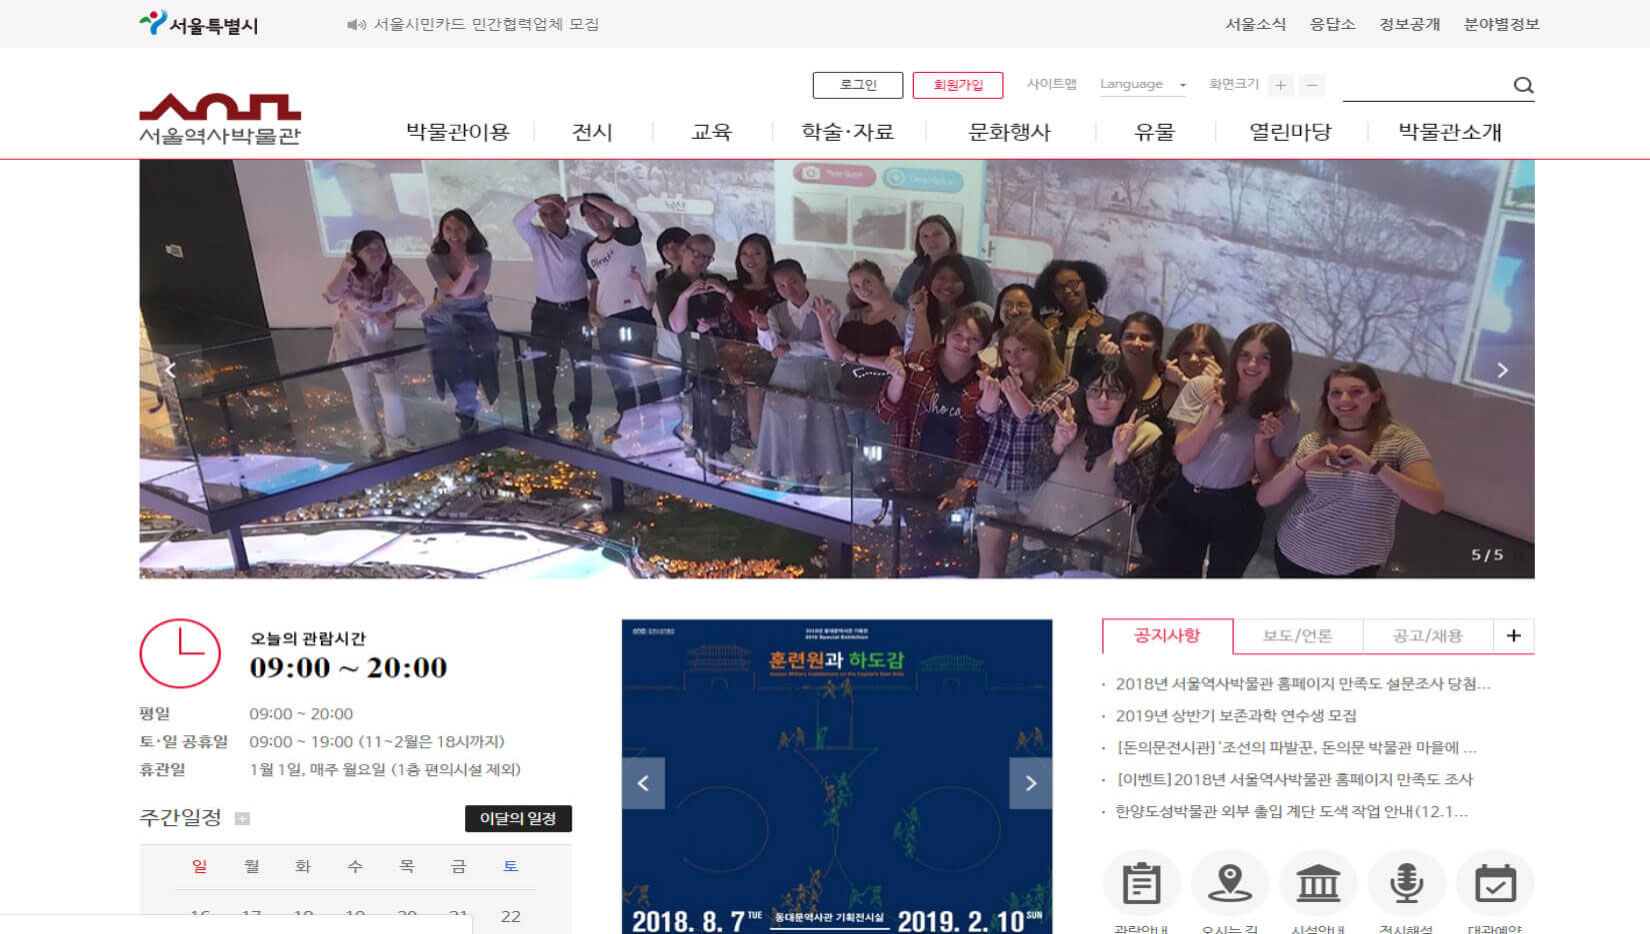 서울특별시
서울시민카드 민간협력업체 모집
서울소식 응답소 정보공개 분야별정보
로그인 회원가입 사이트맵 Language 화면크기 + −
서울역사박물관
박물관이용 전시 교육 학술·자료 문화행사 유물 열린마당 박물관소개
낙산
5 / 5
오늘의 관람시간
09:00 ~ 20:00
평일 09:00 ~ 20:00
토·일 공휴일 09:00 ~ 19:00 (11~2월은 18시까지)
휴관일 1월 1일, 매주 월요일 (1층 편의시설 제외)
주간일정 +
이달의 일정
일 월 화 수 목 금 토
16 17 18 19 20 21 22
2018 Special Exhibition
훈련원과 하도감
2018. 8. 7 TUE 동대문역사관 기획전시실 2019. 2. 10 SUN
공지사항 보도/언론 공고/채용 +
· 2018년 서울역사박물관 홈페이지 만족도 설문조사 당첨...
· 2019년 상반기 보존과학 연수생 모집
· [돈의문전시관]'조선의 파발꾼, 돈의문 박물관 마을에 ...
· [이벤트]2018년 서울역사박물관 홈페이지 만족도 조사
· 한양도성박물관 외부 출입 계단 도색 작업 안내(12.1...
관람안내 오시는 길 시설안내 전시해설 대관예약